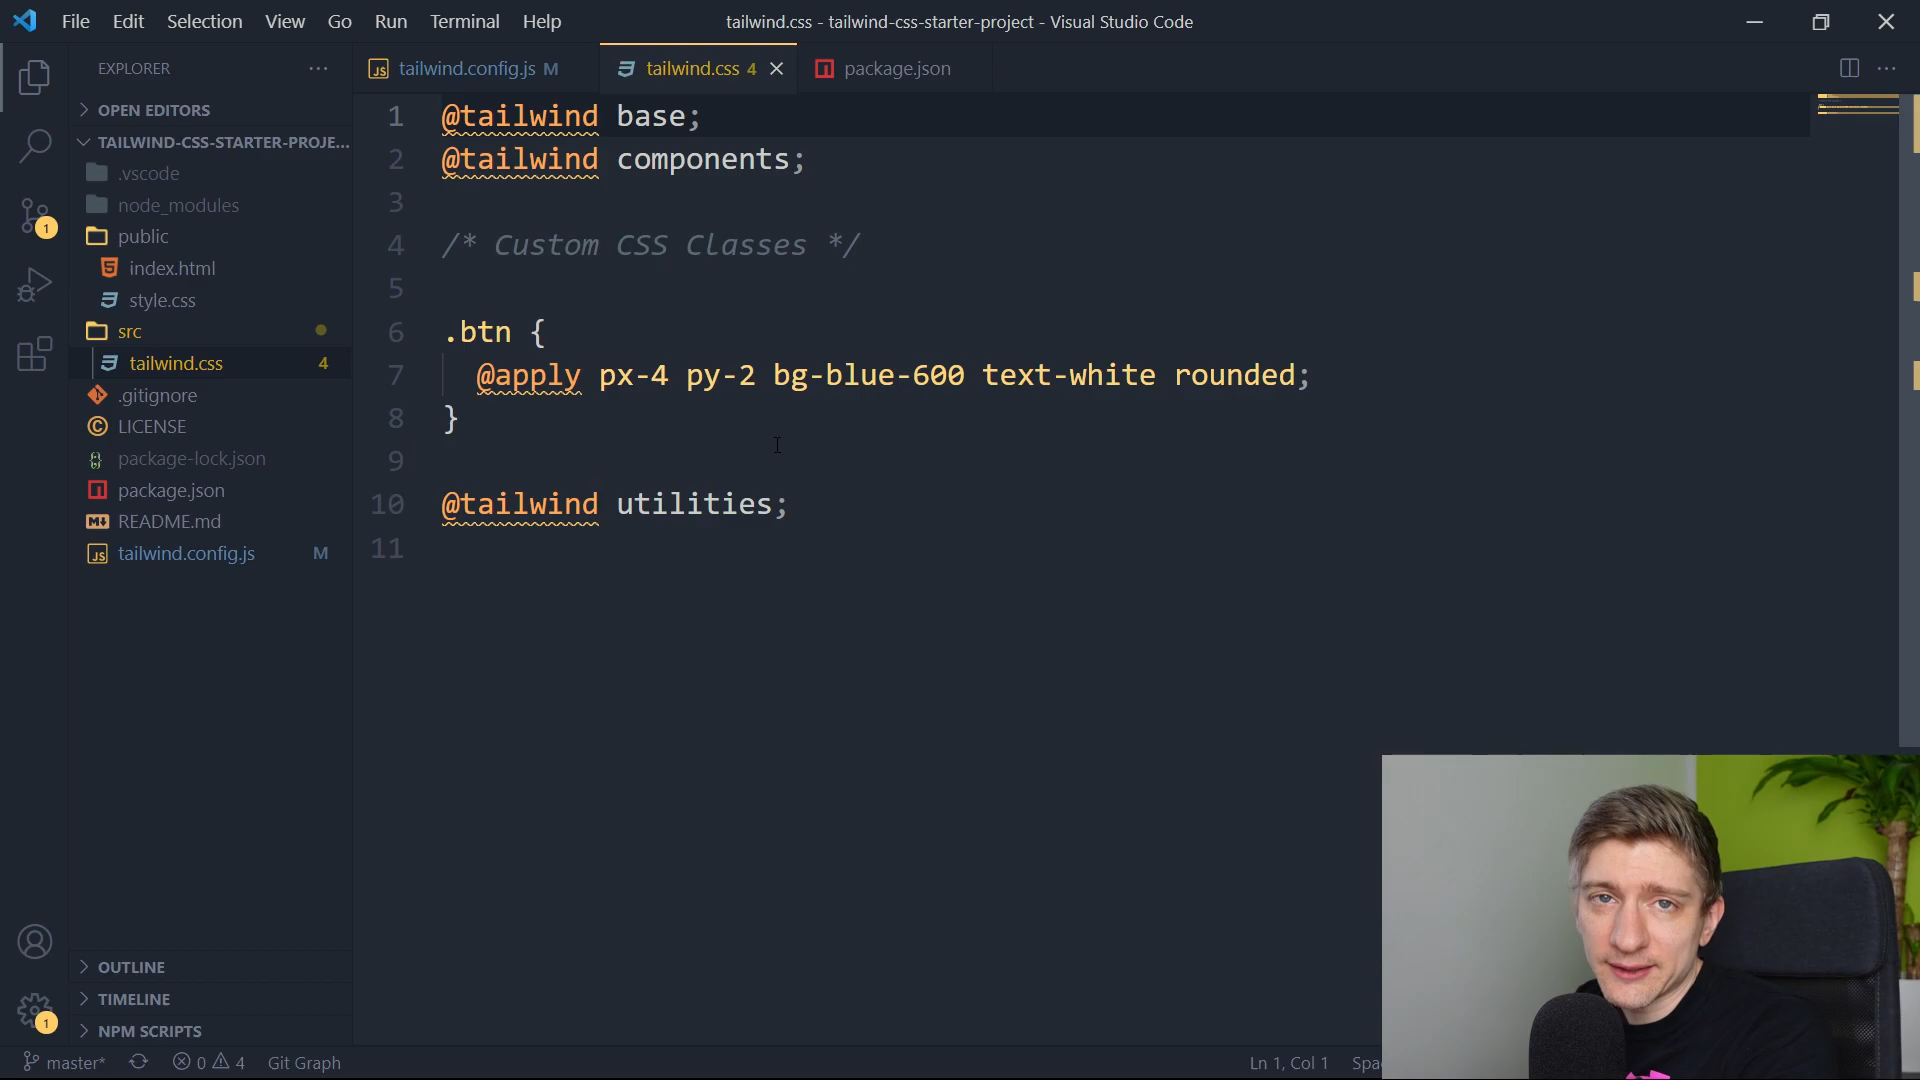 File Edit Selection View Go Run Terminal Help
tailwind.css - tailwind-css-starter-project - Visual Studio Code
EXPLORER
OPEN EDITORS
TAILWIND-CSS-STARTER-PROJE...
.vscode
node_modules
public
index.html
style.css
src
tailwind.css 4
.gitignore
LICENSE
package-lock.json
package.json
README.md
tailwind.config.js M
OUTLINE
TIMELINE
NPM SCRIPTS
1
1
JS tailwind.config.js M
tailwind.css 4
package.json
1 @tailwind base;
2 @tailwind components;
3
4 /* Custom CSS Classes */
5
6 .btn {
7 @apply px-4 py-2 bg-blue-600 text-white rounded;
8 }
9
10 @tailwind utilities;
11
master* 0 4 Git Graph
Ln 1, Col 1